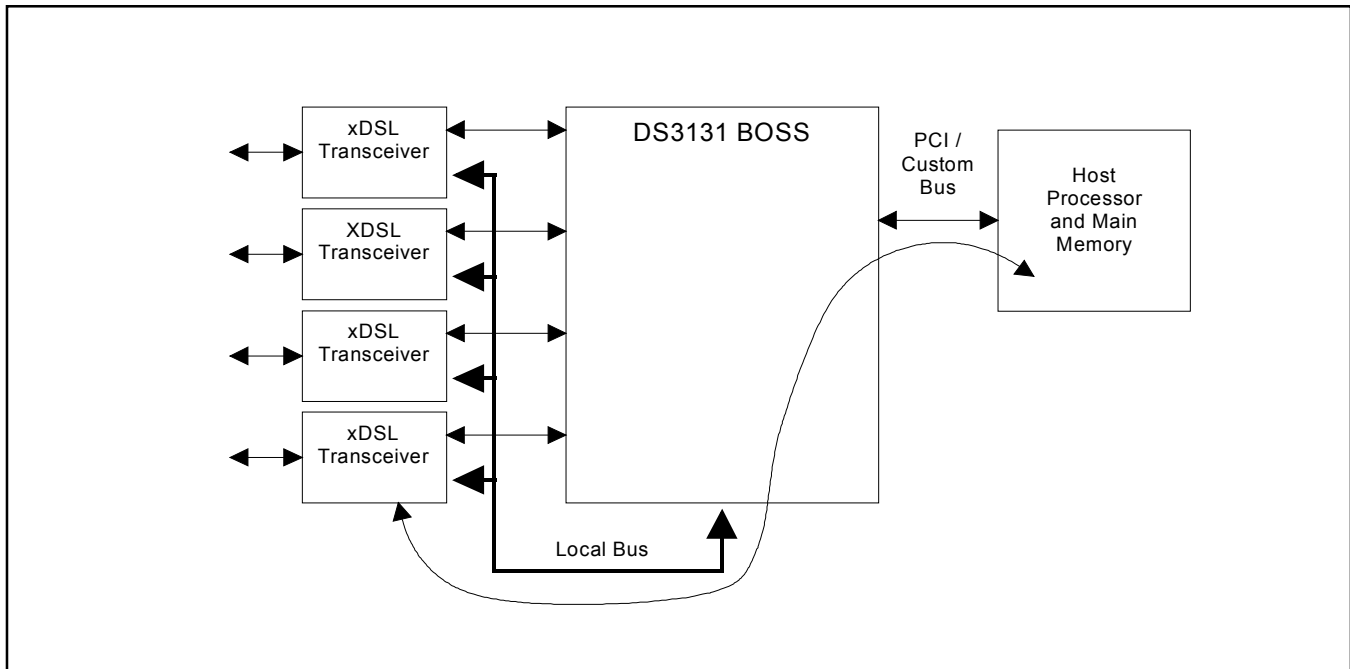 xDSL
Transceiver
XDSL
Transceiver
xDSL
Transceiver
xDSL
Transceiver
DS3131 BOSS
PCI /
Custom
Bus
Host
Processor
and Main
Memory
Local Bus